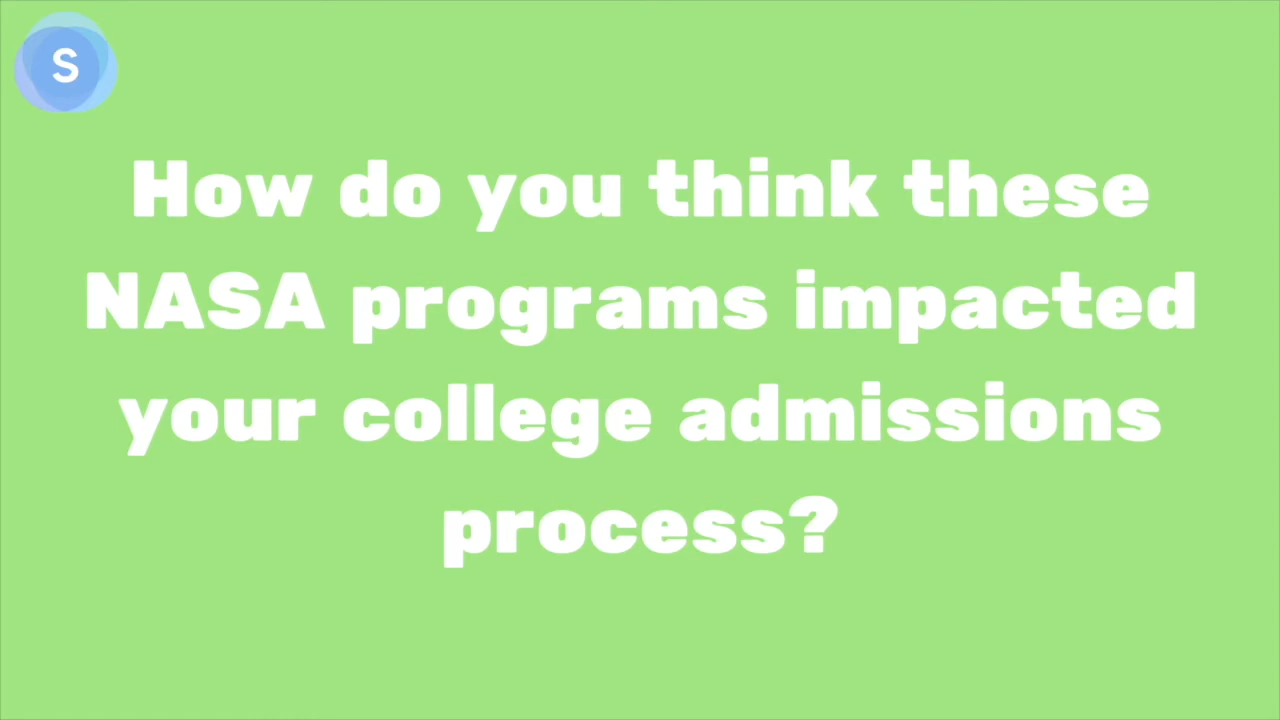 S
How do you think these
NASA programs impacted
your college admissions
process?